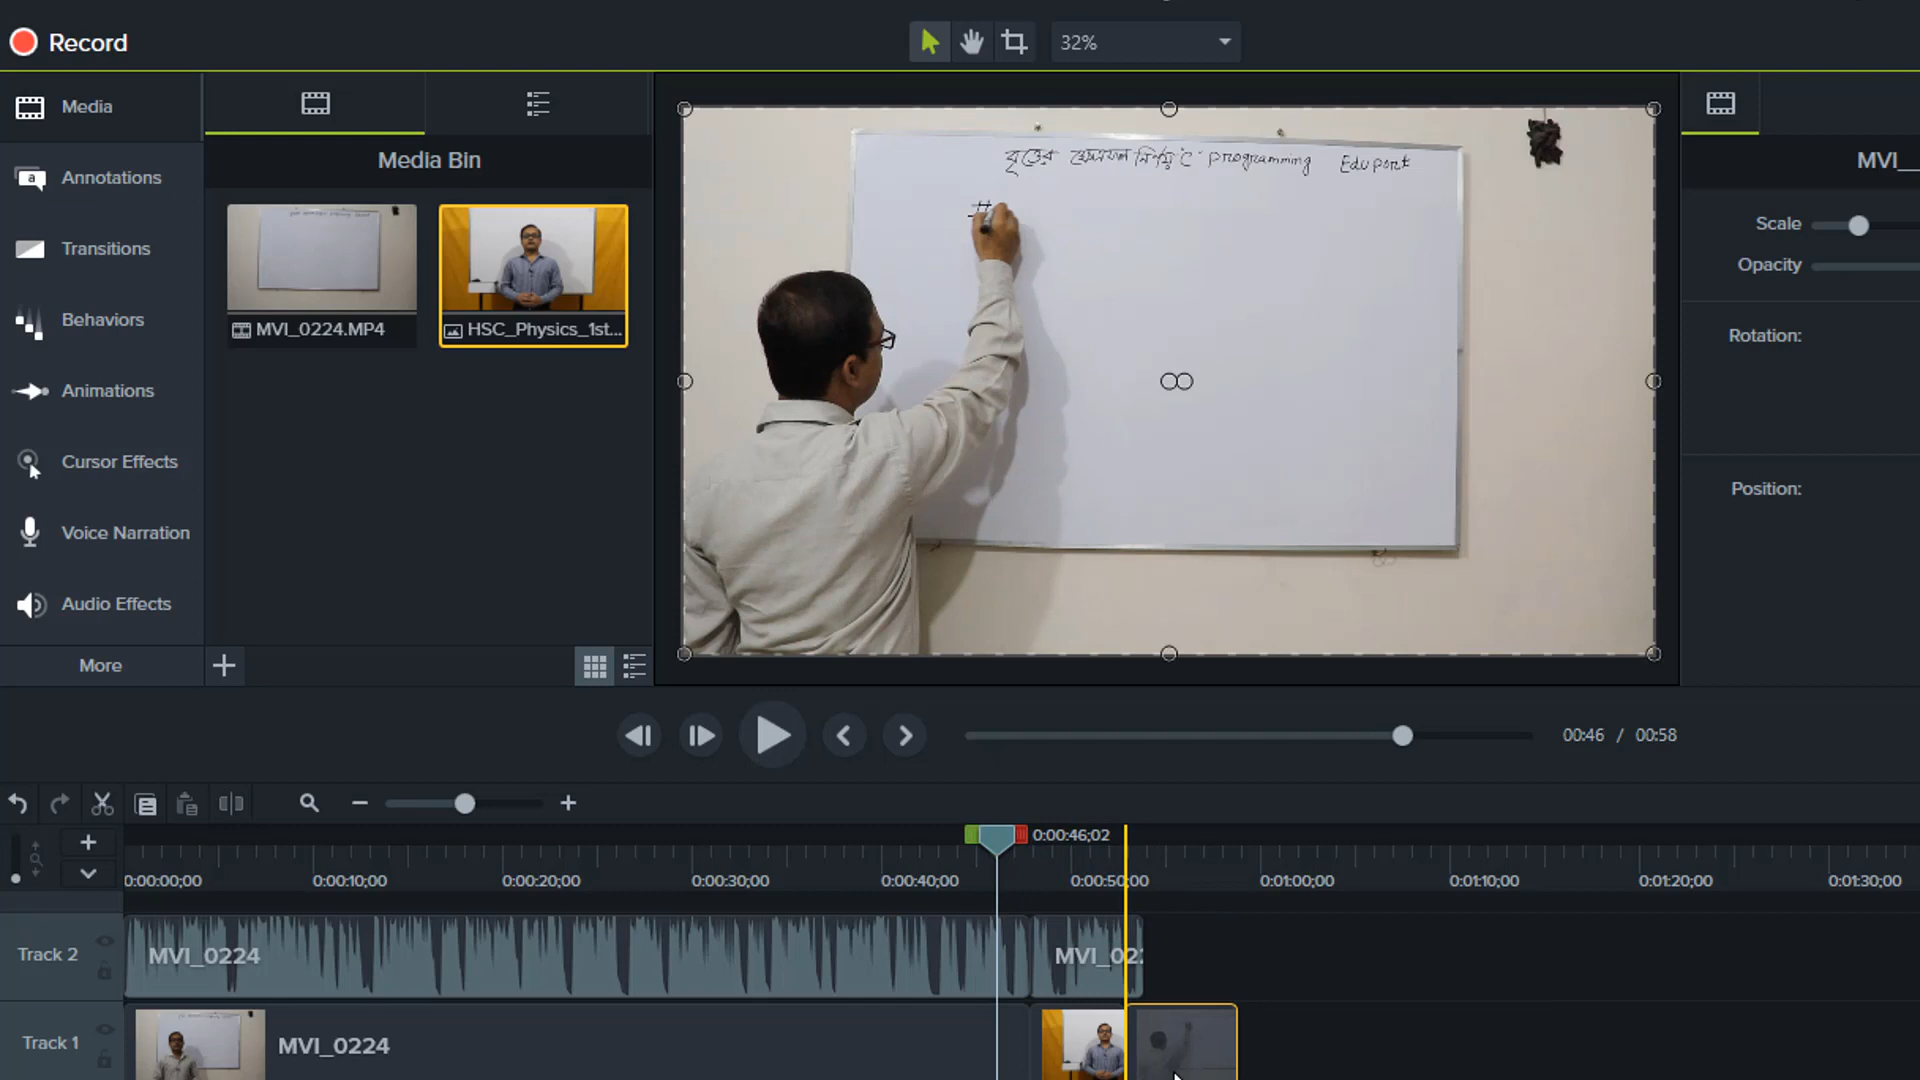 Record
32%
Media
Annotations
Transitions
Behaviors
Animations
Cursor Effects
Voice Narration
Audio Effects
More
Media Bin
MVI_0224.MP4
HSC_Physics_1st...
বৃত্তের ক্ষেত্রফল নির্ণয় 'C' programming Eduport
#
MVI_
Scale
Opacity
Rotation:
Position:
00:46 / 00:58
0:00:46;02
0:00:00;00 0:00:10;00 0:00:20;00 0:00:30;00 0:00:40;00 0:00:50;00 0:01:00;00 0:01:10;00 0:01:20;00 0:01:30;00
Track 2
MVI_0224
MVI_022
Track 1
MVI_0224